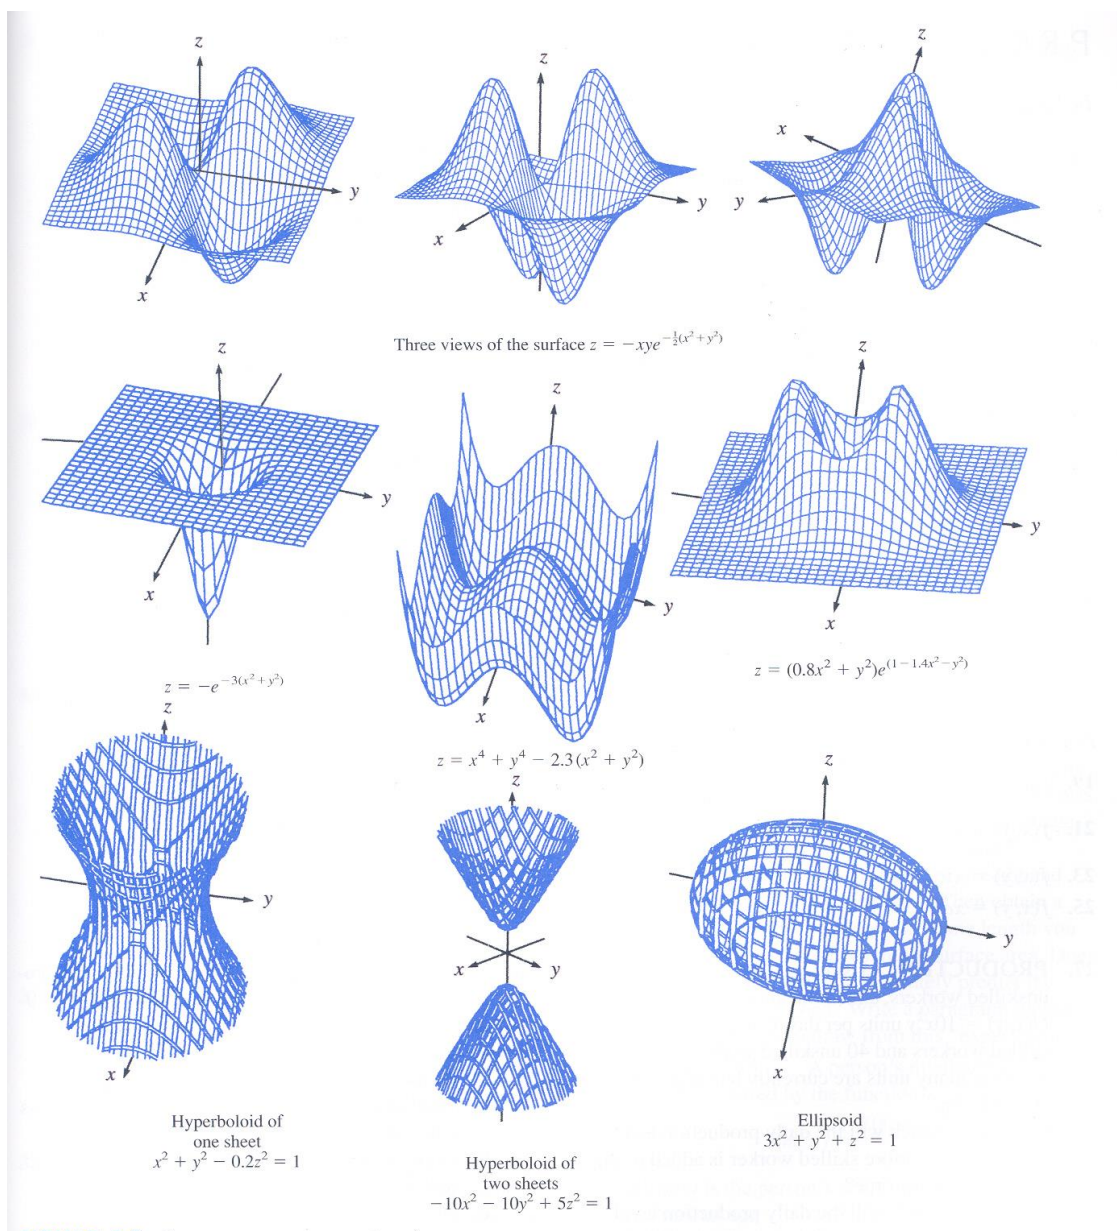 z
z
z
x
y
y
y
y
x
x
Three views of the surface z = −xye^{−½(x² + y²)}
z
z
z
y
y
y
x
x
x
z = −e^{−3(x² + y²)}
z = x⁴ + y⁴ − 2.3(x² + y²)
z = (0.8x² + y²)e^{(1 − 1.4x² − y²)}
z
z
z
y
y
y
x
x
x
Hyperboloid of
one sheet
x² + y² − 0.2z² = 1
Hyperboloid of
two sheets
−10x² − 10y² + 5z² = 1
Ellipsoid
3x² + y² + z² = 1